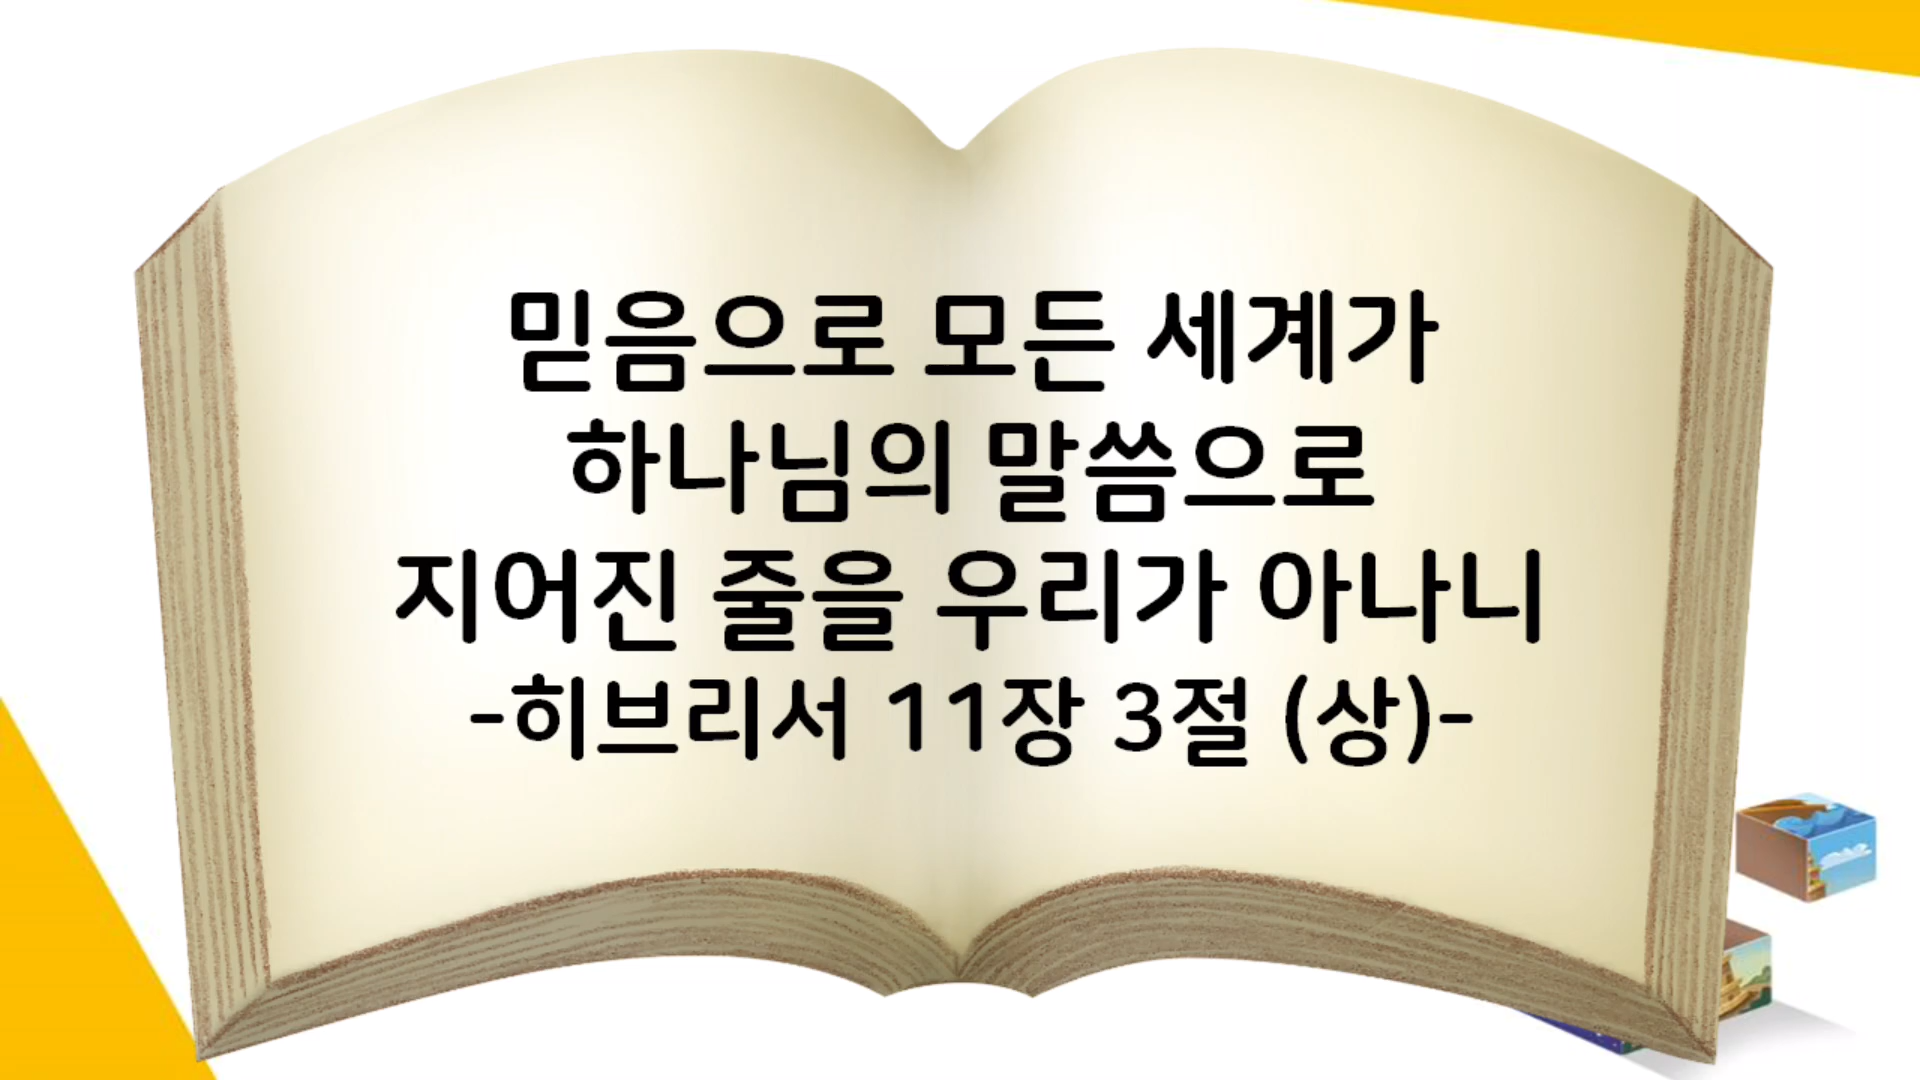 믿음으로 모든 세계가
하나님의 말씀으로
지어진 줄을 우리가 아나니
-히브리서 11장 3절 (상)-